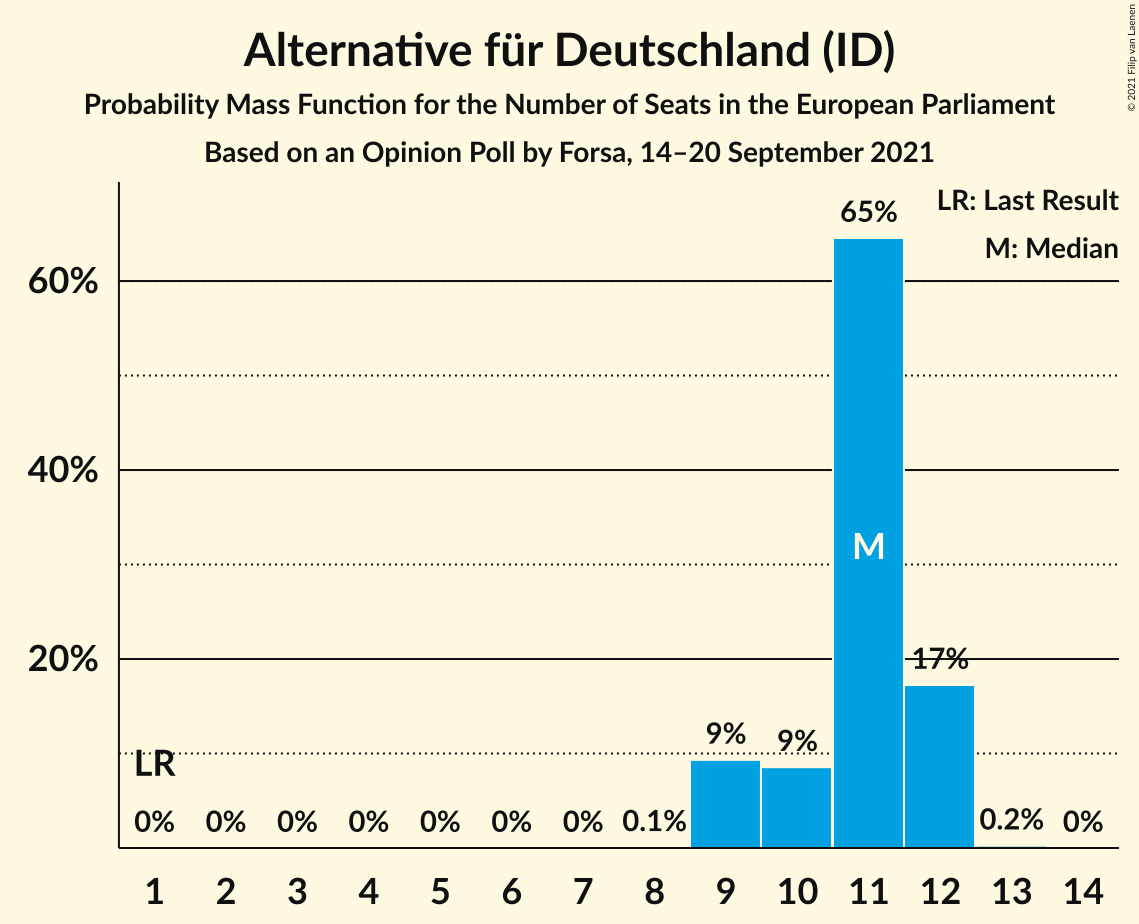 Alternative für Deutschland (ID)
Probability Mass Function for the Number of Seats in the European Parliament
Based on an Opinion Poll by Forsa, 14–20 September 2021
© 2021 Filip van Laenen
LR: Last Result
M: Median
60%
40%
20%
65%
M
17%
9%
9%
LR
0%
0%
0%
0%
0%
0%
0%
0.1%
0.2%
0%
1 2 3 4 5 6 7 8 9 10 11 12 13 14